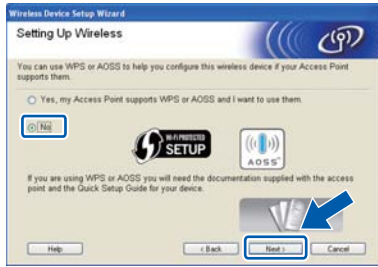 Wireless Device Setup Wizard
Setting Up Wireless
You can use WPS or AOSS to help you configure this wireless device if your Access Point
supports them.
Yes, my Access Point supports WPS or AOSS and I want to use them.
No
WI-FI PROTECTED
SETUP
AOSS
If you are using WPS or AOSS you will need the documentation supplied with the access
point and the Quick Setup Guide for your device.
Help
< Back
Next >
Cancel